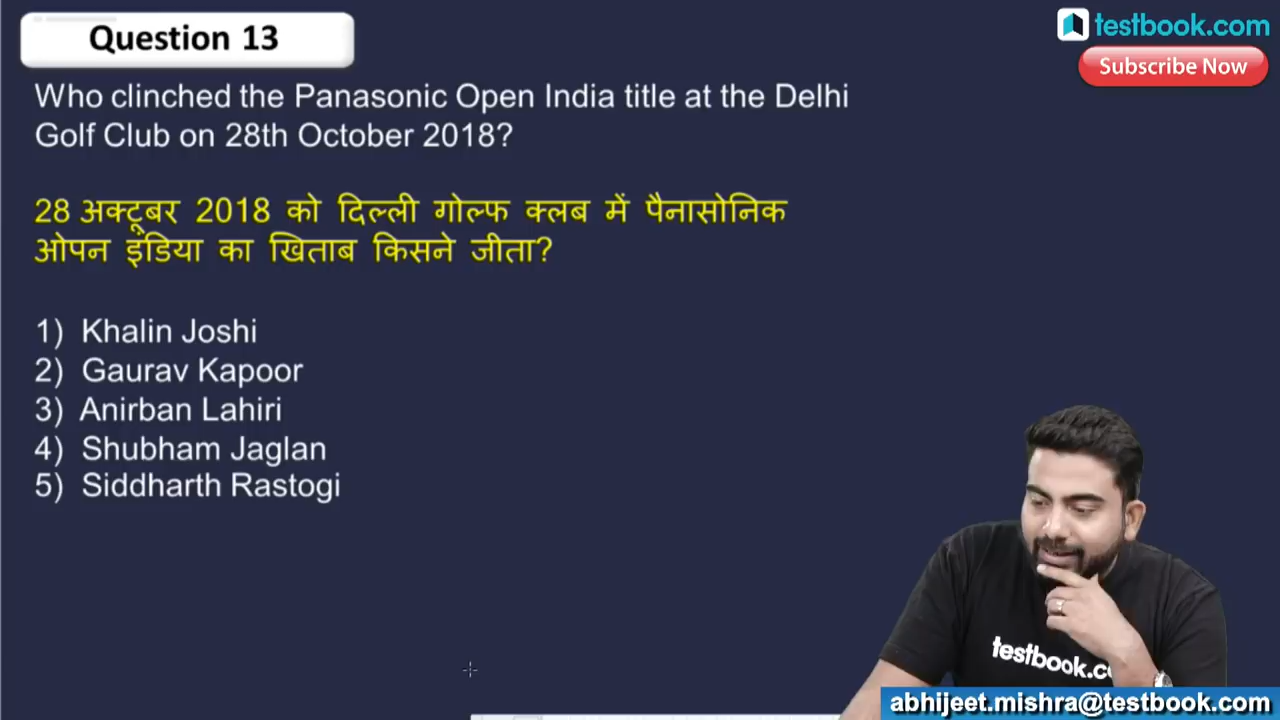 Question 13
testbook.com
Subscribe Now
Who clinched the Panasonic Open India title at the Delhi
Golf Club on 28th October 2018?
28 अक्टूबर 2018 को दिल्ली गोल्फ क्लब में पैनासोनिक
ओपन इंडिया का खिताब किसने जीता?
1) Khalin Joshi
2) Gaurav Kapoor
3) Anirban Lahiri
4) Shubham Jaglan
5) Siddharth Rastogi
testbook.c
abhijeet.mishra@testbook.com